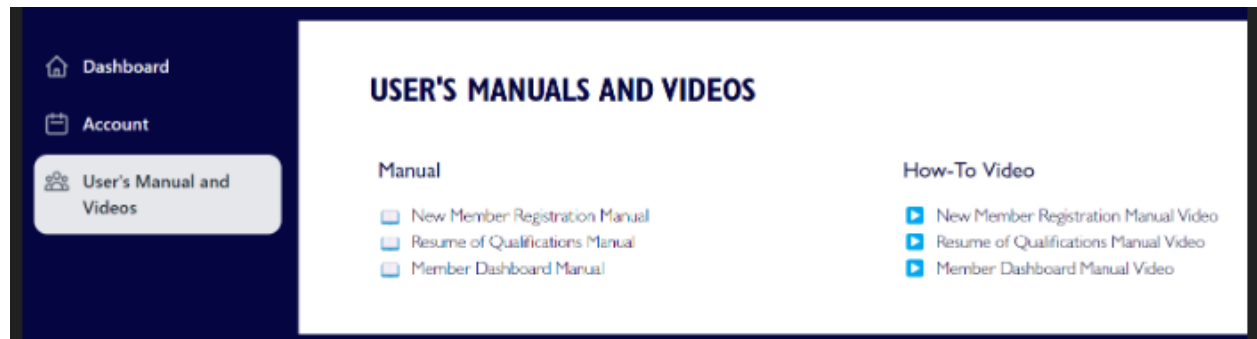 Dashboard
Account
User's Manual and
Videos
USER'S MANUALS AND VIDEOS
Manual
New Member Registration Manual
Resume of Qualifications Manual
Member Dashboard Manual
How-To Video
New Member Registration Manual Video
Resume of Qualifications Manual Video
Member Dashboard Manual Video